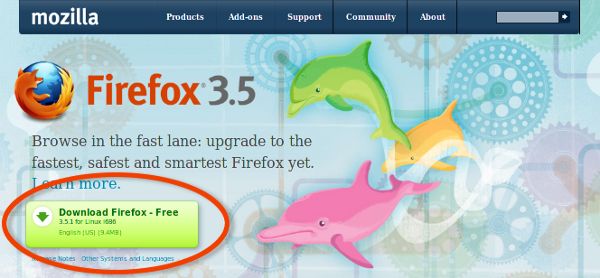 mozilla Products Add-ons Support Community About
Firefox® 3.5
Browse in the fast lane: upgrade to the
fastest, safest and smartest Firefox yet.
Learn more.
Download Firefox - Free
3.5.1 for Linux i686
English (US) (9.4MB)
Release Notes Other Systems and Languages